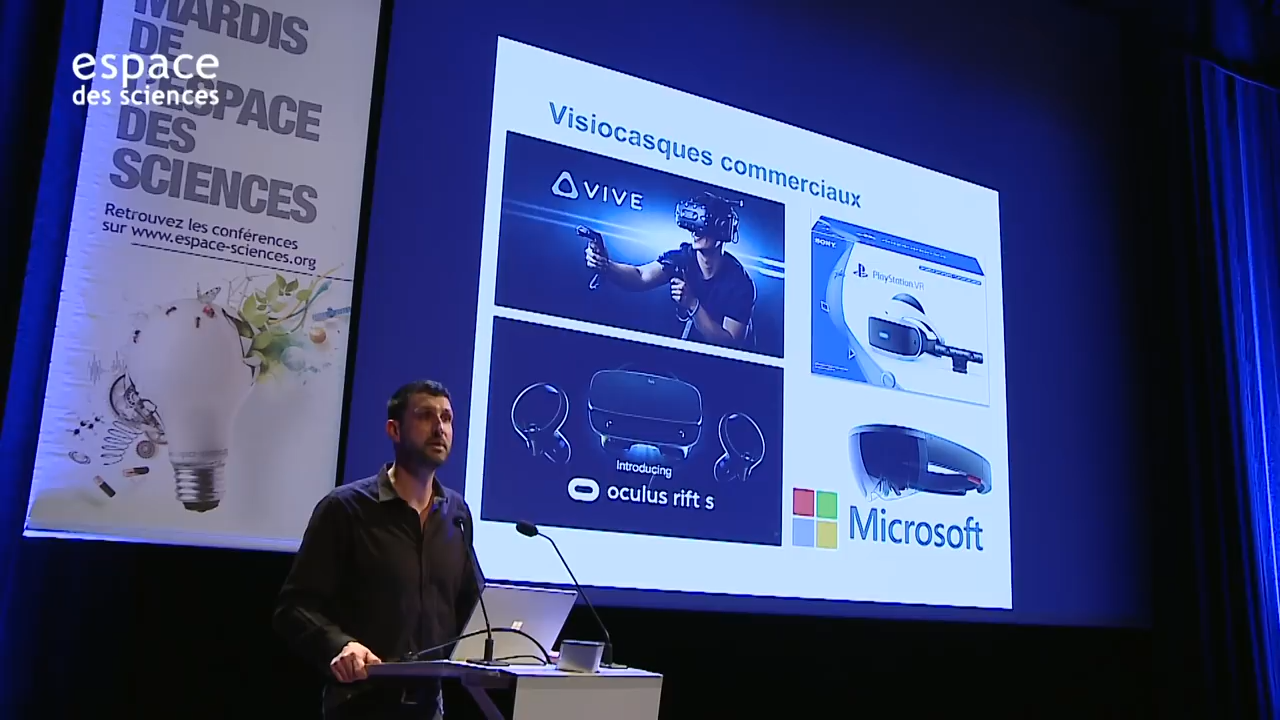 MARDIS
DE
L'ESPACE
DES
SCIENCES
Retrouvez les conférences
sur www.espace-sciences.org
espace
des sciences
Visiocasques commerciaux
VIVE
SONY
PlayStation VR
Introducing
oculus rift s
Microsoft